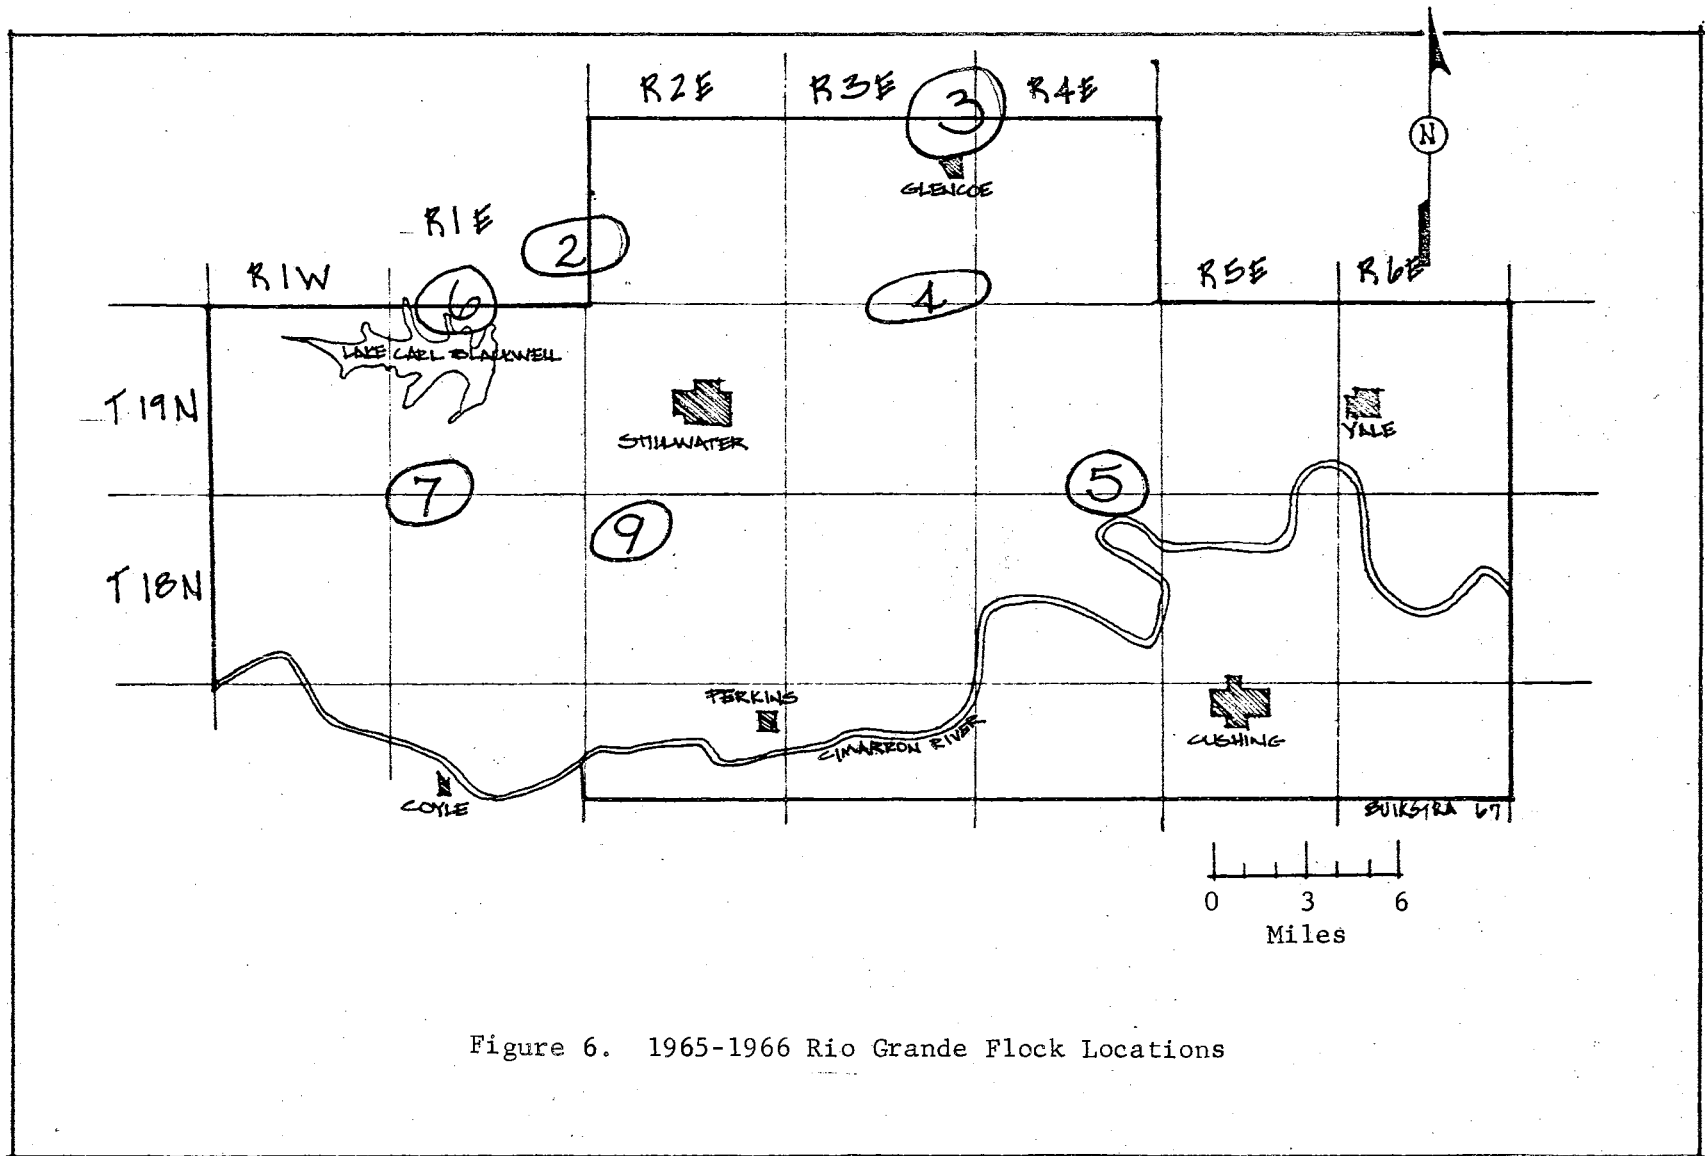 R2E R3E 3 R4E
N
GLENCOE
R1E 2
R1W 6 4 R5E R6E
LAKE CARL BLACKWELL
T19N
STILLWATER
YALE
7 5
9
T18N
PERKINS
CIMARRON RIVER
CUSHING
COYLE
BUIKSTRA 67
0 3 6
Miles
Figure 6. 1965-1966 Rio Grande Flock Locations